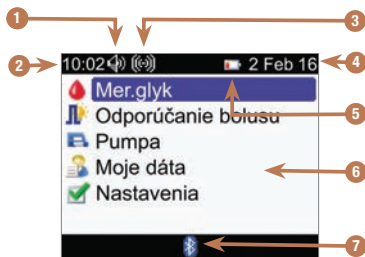 1
3
2
10:02
2 Feb 16
4
Mer.glyk
5
Odporúčanie bolusu
Pumpa
Moje dáta
6
Nastavenia
7